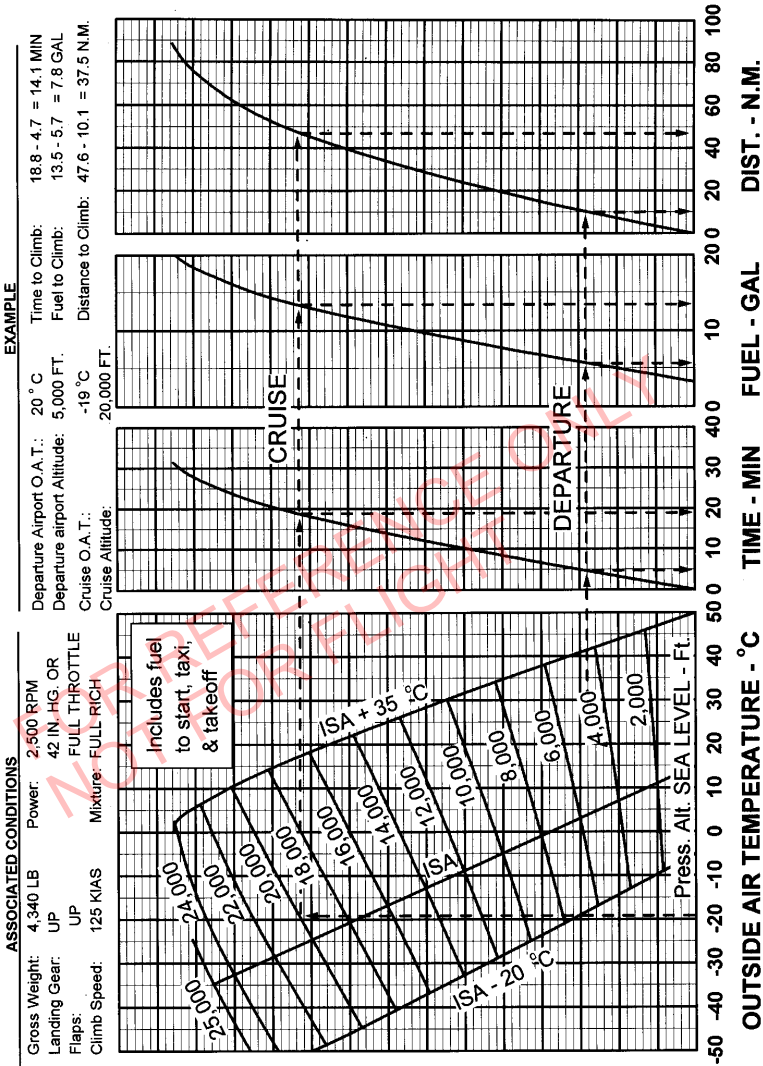 ASSOCIATED CONDITIONS
Gross Weight: 4,340 LB
Landing Gear: UP
Flaps: UP
Climb Speed: 125 KIAS
Power: 2,500 RPM
42 IN. HG. OR
FULL THROTTLE
Mixture: FULL RICH
EXAMPLE
Departure Airport O.A.T.: 20° C
Departure airport Altitude: 5,000 FT.
Cruise O.A.T.: -19 °C
Cruise Altitude: 20,000 FT.
Time to Climb: 18.8 - 4.7 = 14.1 MIN
Fuel to Climb: 13.5 - 5.7 = 7.8 GAL
Distance to Climb: 47.6 - 10.1 = 37.5 N.M.
Includes fuel
to start, taxi,
& takeoff
25,000
24,000
22,000
20,000
18,000
16,000
14,000
12,000
10,000
8,000
6,000
4,000
2,000
Press. Alt. SEA LEVEL - Ft.
ISA - 20 °C
ISA
ISA + 35 °C
CRUISE
DEPARTURE
-50 -40 -30 -20 -10 0 10 20 30 40 50
OUTSIDE AIR TEMPERATURE - °C
0 10 20 30 40
TIME - MIN
0 10 20
FUEL - GAL
0 20 40 60 80 100
DIST. - N.M.
FOR REFERENCE ONLY
NOT FOR FLIGHT